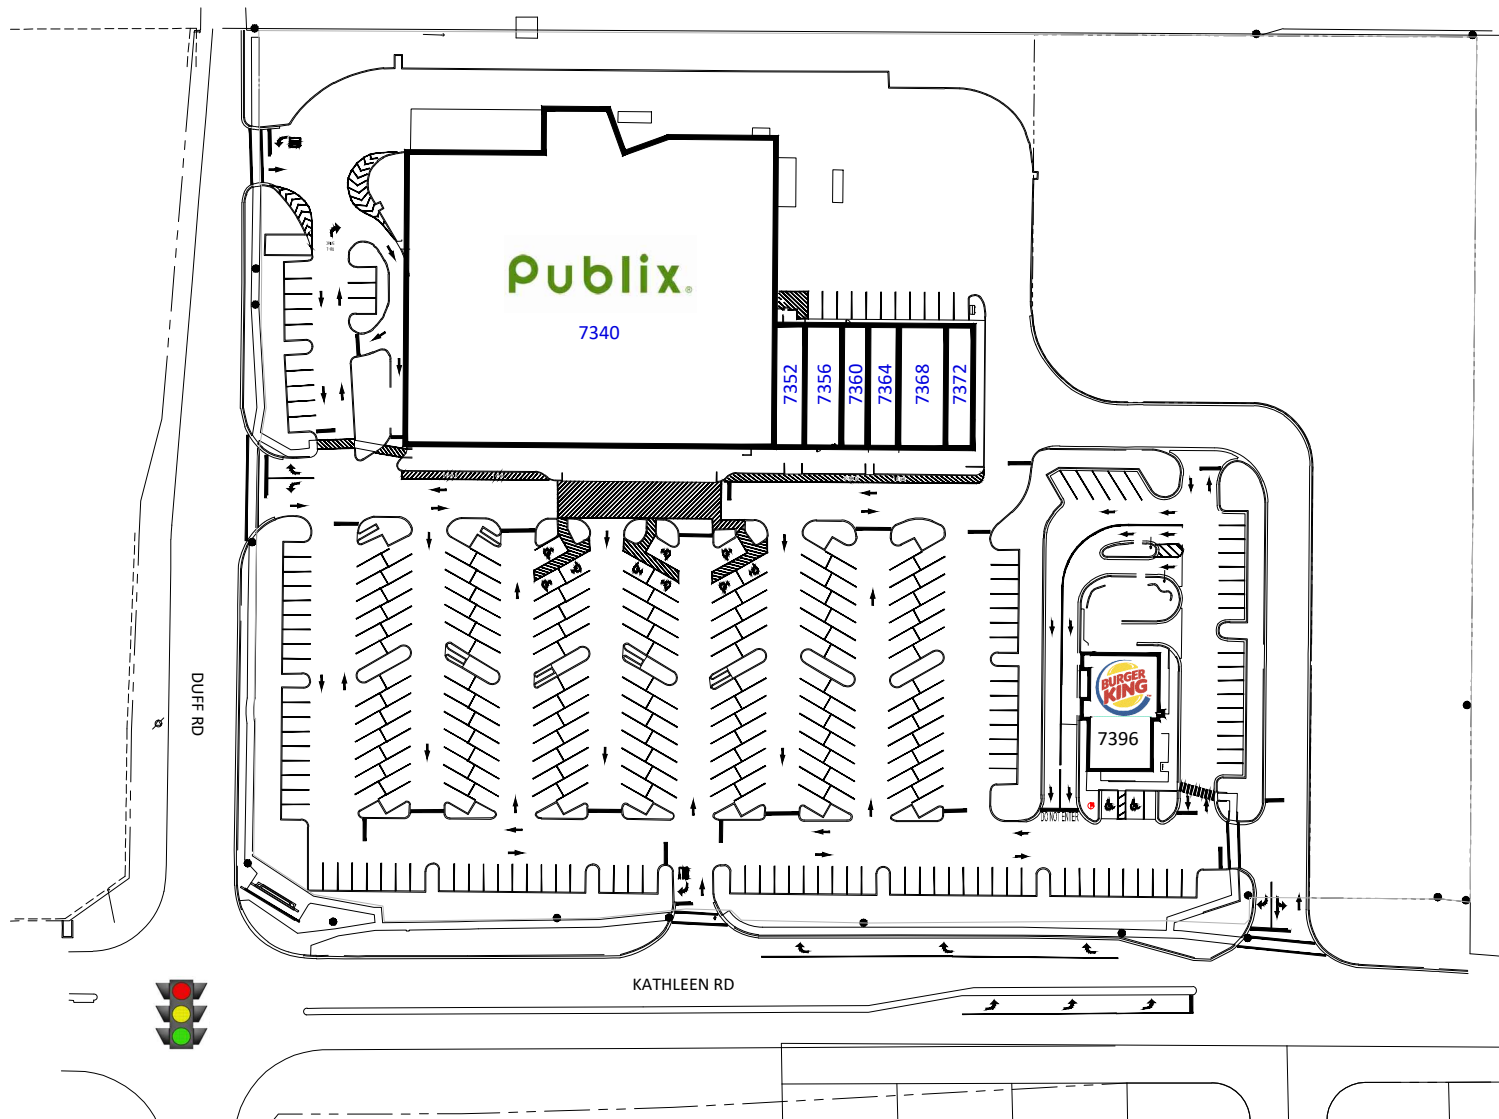 Publix®
7340
7352
7356
7360
7364
7368
7372
DUFF RD
BURGER
KING
7396
DO NOT ENTER
KATHLEEN RD